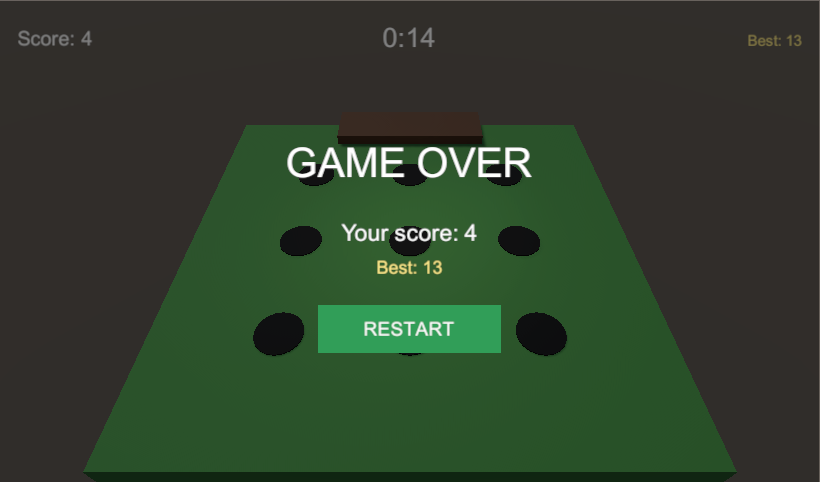 Score: 4
0:14
Best: 13
GAME OVER
Your score: 4
Best: 13
RESTART